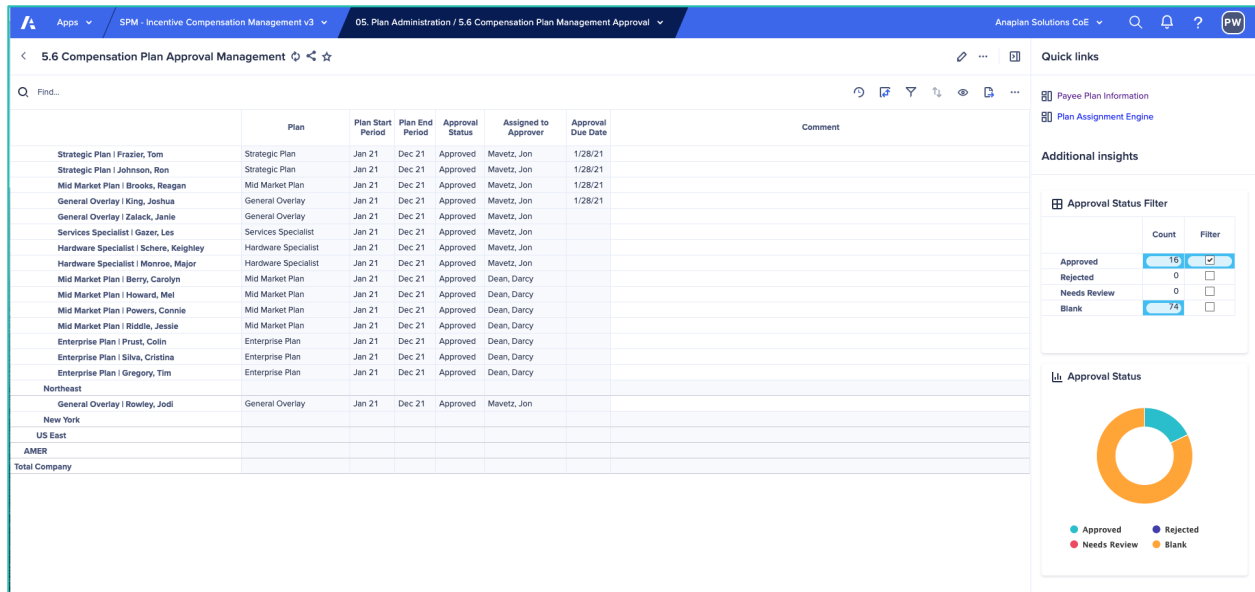 Apps
SPM - Incentive Compensation Management v3
05. Plan Administration / 5.6 Compensation Plan Management Approval
Anaplan Solutions CoE
?
PW
5.6 Compensation Plan Approval Management
Quick links
Find...
Payee Plan Information
Plan Assignment Engine
Additional insights
Plan Plan Start Period Plan End Period Approval Status Assigned to Approver Approval Due Date Comment
Strategic Plan | Frazier, Tom Strategic Plan Jan 21 Dec 21 Approved Mavetz, Jon 1/28/21
Strategic Plan | Johnson, Ron Strategic Plan Jan 21 Dec 21 Approved Mavetz, Jon 1/28/21
Mid Market Plan | Brooks, Reagan Mid Market Plan Jan 21 Dec 21 Approved Mavetz, Jon 1/28/21
General Overlay | King, Joshua General Overlay Jan 21 Dec 21 Approved Mavetz, Jon 1/28/21
General Overlay | Zalack, Janie General Overlay Jan 21 Dec 21 Approved Mavetz, Jon
Services Specialist | Gazer, Les Services Specialist Jan 21 Dec 21 Approved Mavetz, Jon
Hardware Specialist | Schere, Keighley Hardware Specialist Jan 21 Dec 21 Approved Mavetz, Jon
Hardware Specialist | Monroe, Major Hardware Specialist Jan 21 Dec 21 Approved Mavetz, Jon
Mid Market Plan | Berry, Carolyn Mid Market Plan Jan 21 Dec 21 Approved Dean, Darcy
Mid Market Plan | Howard, Mel Mid Market Plan Jan 21 Dec 21 Approved Dean, Darcy
Mid Market Plan | Powers, Connie Mid Market Plan Jan 21 Dec 21 Approved Dean, Darcy
Mid Market Plan | Riddle, Jessie Mid Market Plan Jan 21 Dec 21 Approved Dean, Darcy
Enterprise Plan | Prust, Colin Enterprise Plan Jan 21 Dec 21 Approved Dean, Darcy
Enterprise Plan | Silva, Cristina Enterprise Plan Jan 21 Dec 21 Approved Dean, Darcy
Enterprise Plan | Gregory, Tim Enterprise Plan Jan 21 Dec 21 Approved Dean, Darcy
Northeast
General Overlay | Rowley, Jodi General Overlay Jan 21 Dec 21 Approved Mavetz, Jon
New York
US East
AMER
Total Company
Approval Status Filter
Count Filter
Approved 16
Rejected 0
Needs Review 0
Blank 74
Approval Status
Approved Rejected
Needs Review Blank